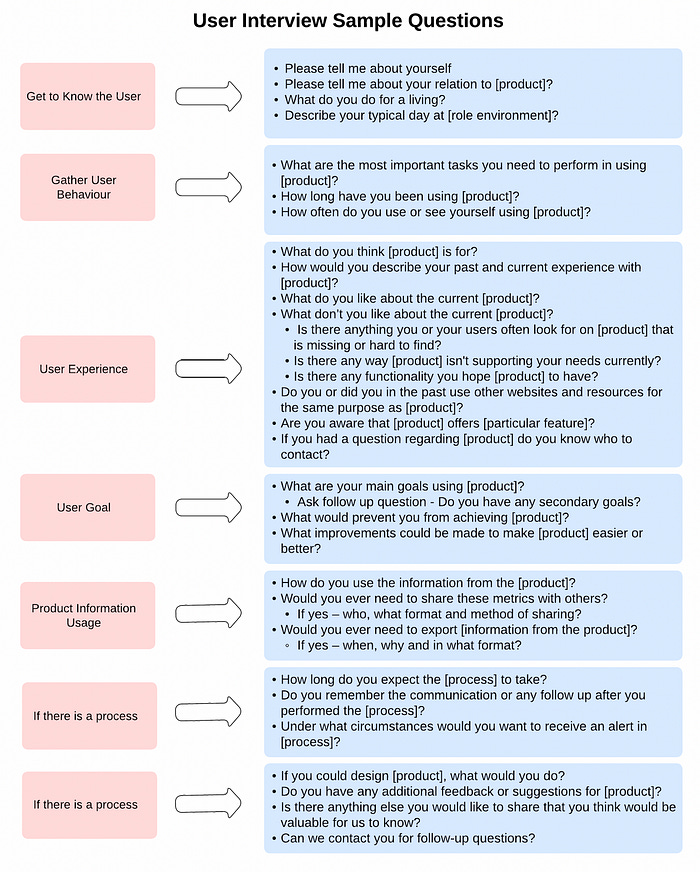 User Interview Sample Questions
Get to Know the User
• Please tell me about yourself
• Please tell me about your relation to [product]?
• What do you do for a living?
• Describe your typical day at [role environment]?
Gather User
Behaviour
• What are the most important tasks you need to perform in using
[product]?
• How long have you been using [product]?
• How often do you use or see yourself using [product]?
User Experience
• What do you think [product] is for?
• How would you describe your past and current experience with
[product]?
• What do you like about the current [product]?
• What don't you like about the current [product]?
• Is there anything you or your users often look for on [product] that
is missing or hard to find?
• Is there any way [product] isn't supporting your needs currently?
• Is there any functionality you hope [product] to have?
• Do you or did you in the past use other websites and resources for
the same purpose as [product]?
• Are you aware that [product] offers [particular feature]?
• If you had a question regarding [product] do you know who to
contact?
User Goal
• What are your main goals using [product]?
• Ask follow up question - Do you have any secondary goals?
• What would prevent you from achieving [product]?
• What improvements could be made to make [product] easier or
better?
Product Information
Usage
• How do you use the information from the [product]?
• Would you ever need to share these metrics with others?
• If yes – who, what format and method of sharing?
• Would you ever need to export [information from the product]?
◦ If yes – when, why and in what format?
If there is a process
• How long do you expect the [process] to take?
• Do you remember the communication or any follow up after you
performed the [process]?
• Under what circumstances would you want to receive an alert in
[process]?
If there is a process
• If you could design [product], what would you do?
• Do you have any additional feedback or suggestions for [product]?
• Is there anything else you would like to share that you think would be
valuable for us to know?
• Can we contact you for follow-up questions?